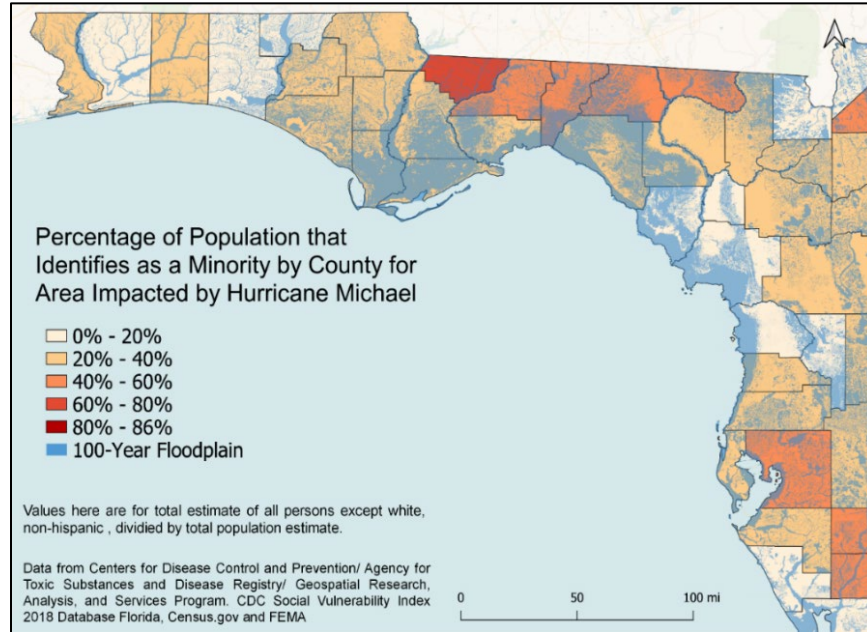 Percentage of Population that
Identifies as a Minority by County for
Area Impacted by Hurricane Michael
0% - 20%
20% - 40%
40% - 60%
60% - 80%
80% - 86%
100-Year Floodplain
Values here are for total estimate of all persons except white,
non-hispanic , dividied by total population estimate.
Data from Centers for Disease Control and Prevention/ Agency for
Toxic Substances and Disease Registry/ Geospatial Research,
Analysis, and Services Program. CDC Social Vulnerability Index
2018 Database Florida, Census.gov and FEMA
0 50 100 mi